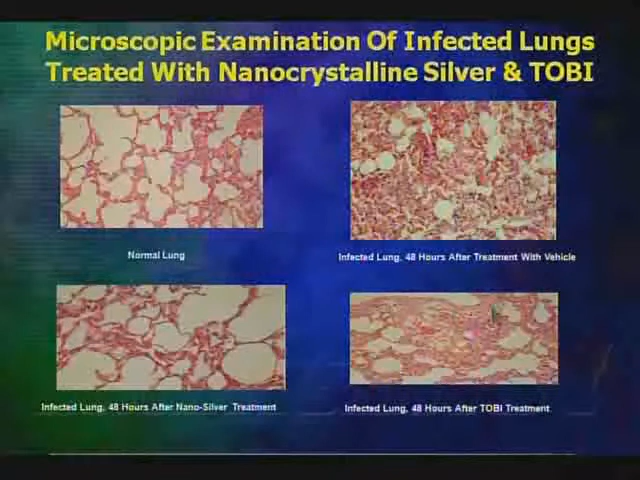 Microscopic Examination Of Infected Lungs
Treated With Nanocrystalline Silver & TOBI
Normal Lung
Infected Lung, 48 Hours After Treatment With Vehicle
Infected Lung, 48 Hours After Nano-Silver Treatment
Infected Lung, 48 Hours After TOBI Treatment